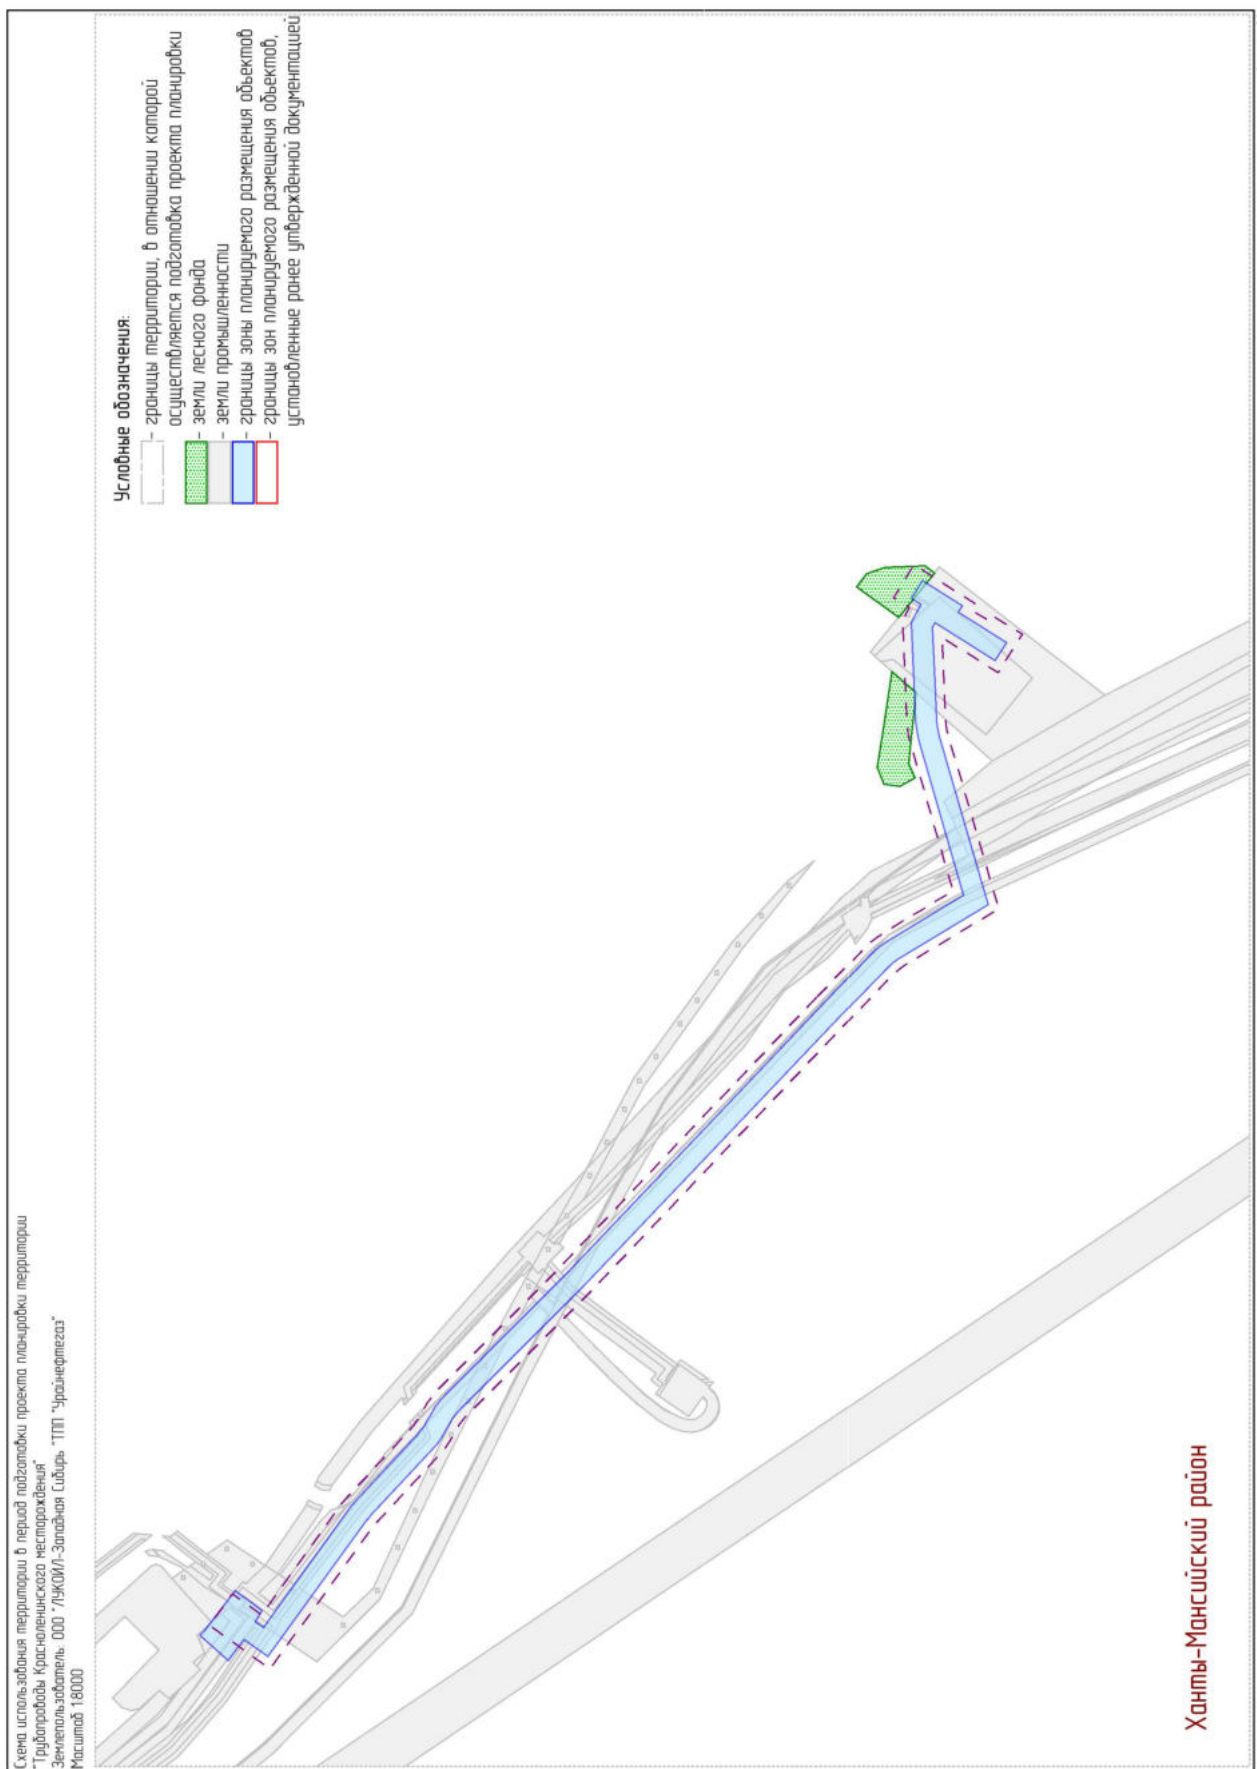 Схема использования территории в период подготовки проекта планировки территории
"Трубопроводы Красноленинского месторождения"
Землепользователь: ООО "ЛУКОЙЛ-Западная Сибирь "ТПП "Урайнефтегаз"
Масштаб 1:8000
Условные обозначения:
- границы территории, в отношении которой
осуществляется подготовка проекта планировки
- земли лесного фонда
- земли промышленности
- границы зоны планируемого размещения объектов
- границы зон планируемого размещения объектов,
установленные ранее утвержденной документацией
Ханты-Мансийский район